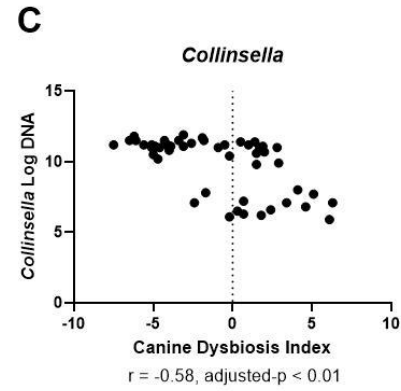 C
Collinsella
15
10
5
0
Collinsella Log DNA
-10 -5 0 5 10
Canine Dysbiosis Index
r = -0.58, adjusted-p < 0.01